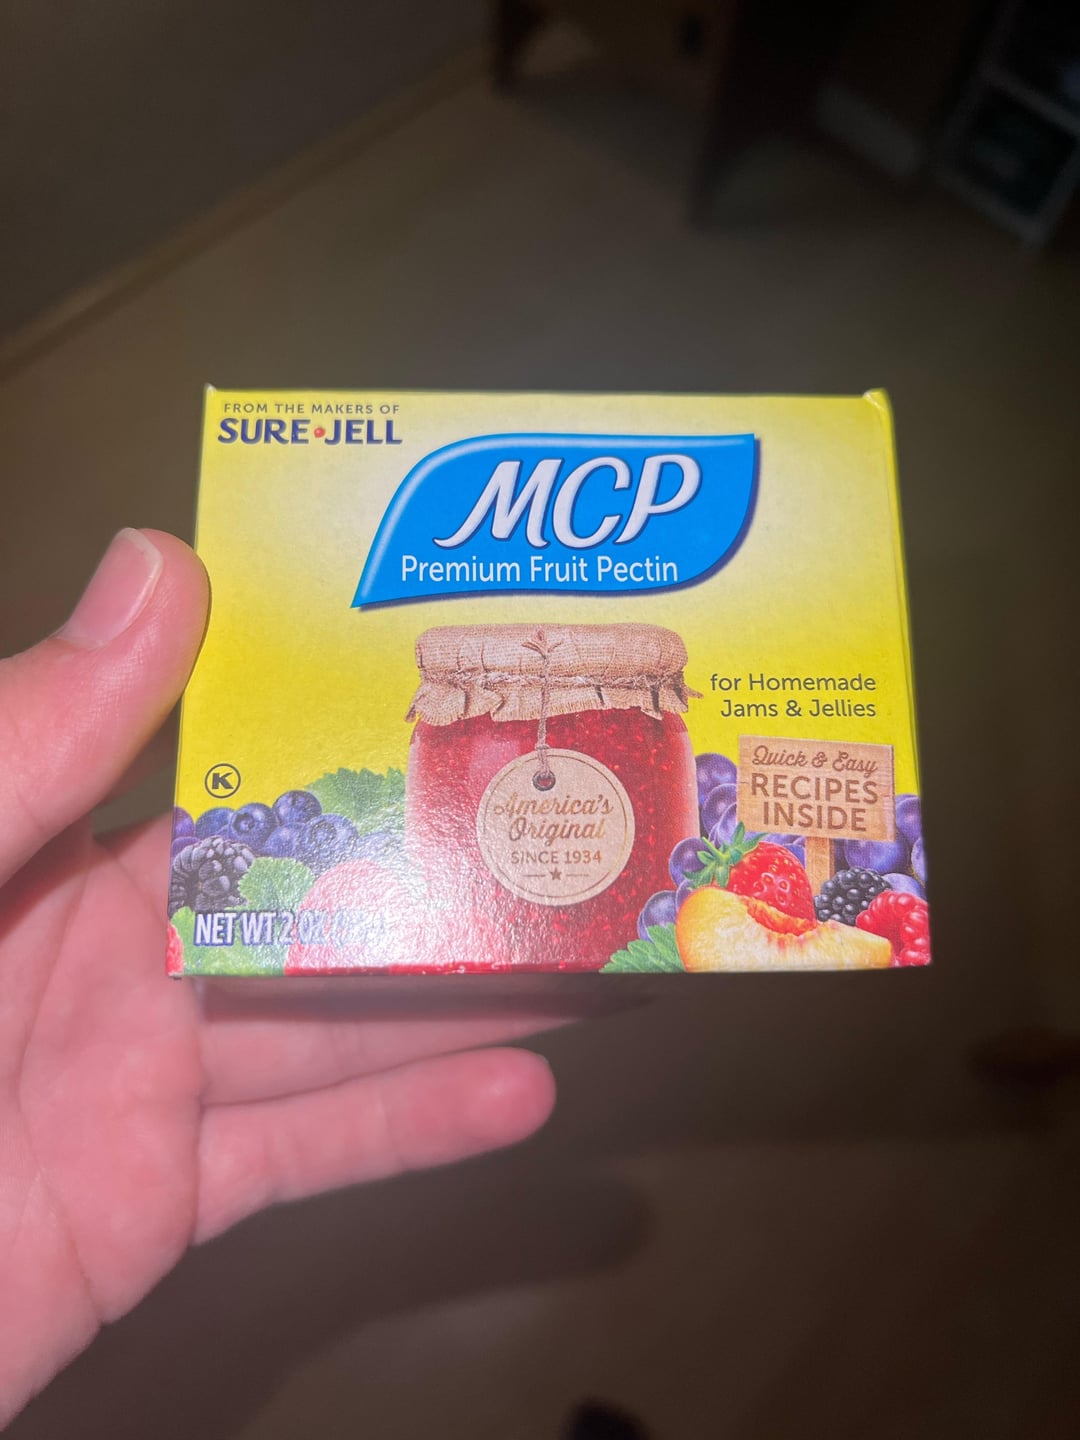 FROM THE MAKERS OF
SURE•JELL
MCP
Premium Fruit Pectin
for Homemade
Jams & Jellies
Quick & Easy
RECIPES
INSIDE
K
America's
Original
SINCE 1934
NET WT 2 OZ